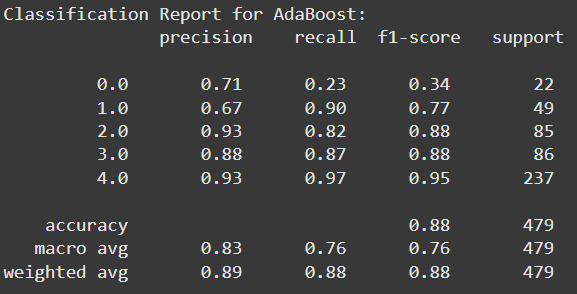 Classification Report for AdaBoost:
precision recall f1-score support
0.0 0.71 0.23 0.34 22
1.0 0.67 0.90 0.77 49
2.0 0.93 0.82 0.88 85
3.0 0.88 0.87 0.88 86
4.0 0.93 0.97 0.95 237
accuracy 0.88 479
macro avg 0.83 0.76 0.76 479
weighted avg 0.89 0.88 0.88 479